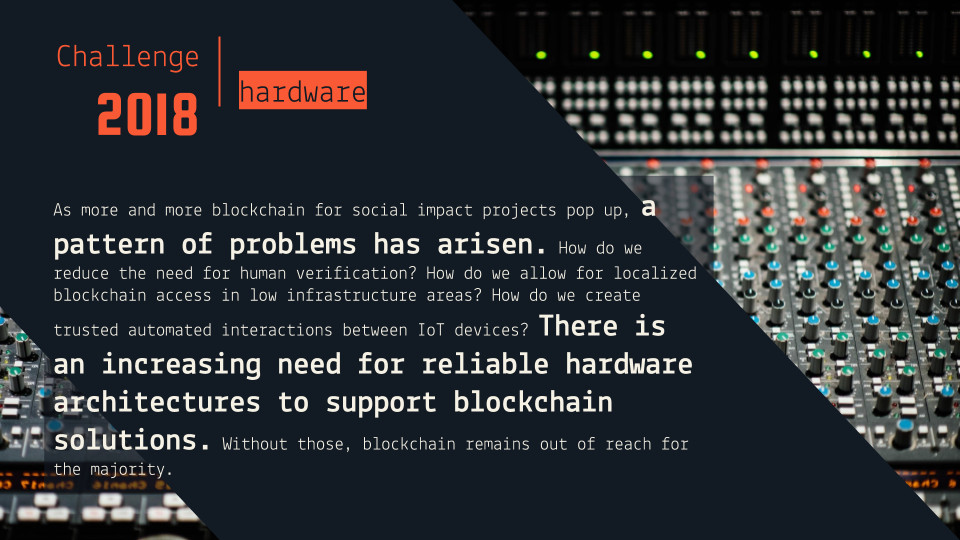 Challenge
2018
hardware
As more and more blockchain for social impact projects pop up, a
pattern of problems has arisen. How do we
reduce the need for human verification? How do we allow for localized
blockchain access in low infrastructure areas? How do we create
trusted automated interactions between IoT devices? There is
an increasing need for reliable hardware
architectures to support blockchain
solutions. Without those, blockchain remains out of reach for
the majority.